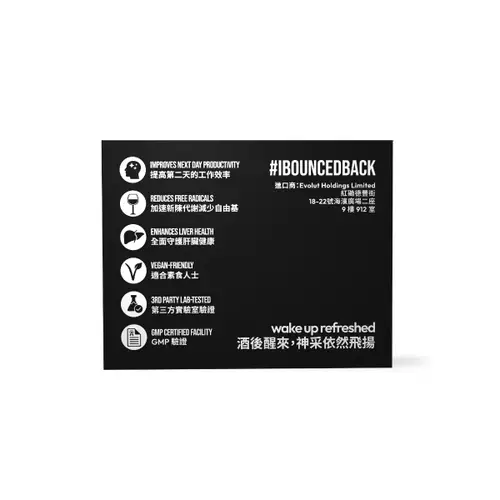 IMPROVES NEXT DAY PRODUCTIVITY
提高第二天的工作效率
REDUCES FREE RADICALS
加速新陳代謝減少自由基
ENHANCES LIVER HEALTH
全面守護肝臟健康
VEGAN-FRIENDLY
適合素食人士
3RD PARTY LAB-TESTED
第三方實驗室驗證
GMP CERTIFIED FACILITY
GMP 驗證
#IBOUNCEDBACK
進口商：Evolut Holdings Limited
紅磡德豐街
18-22號海濱廣場二座
9 樓 912 室
wake up refreshed
酒後醒來，神采依然飛揚